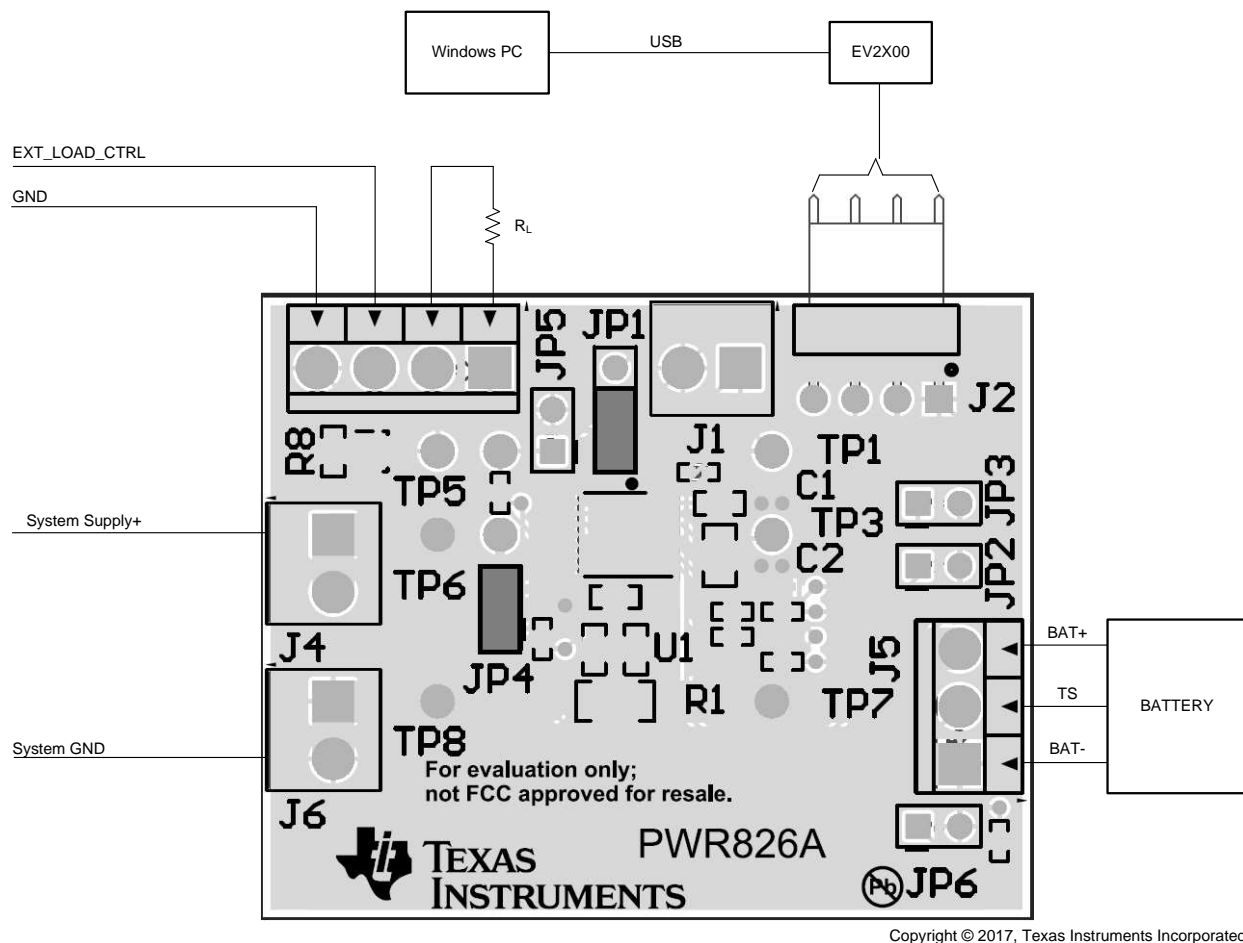 Windows PC
USB
EV2X00
EXT_LOAD_CTRL
GND
RL
JP5
JP1
J2
R8
J1
TP1
TP5
C1
JP3
System Supply+
TP3
TP6
C2
JP2
J4
JP4
U1
J5
BAT+
R1
TP7
TS
BATTERY
System GND
TP8
BAT-
For evaluation only;
not FCC approved for resale.
J6
PWR826A
TEXAS
INSTRUMENTS
Pb
JP6
Copyright © 2017, Texas Instruments Incorporated